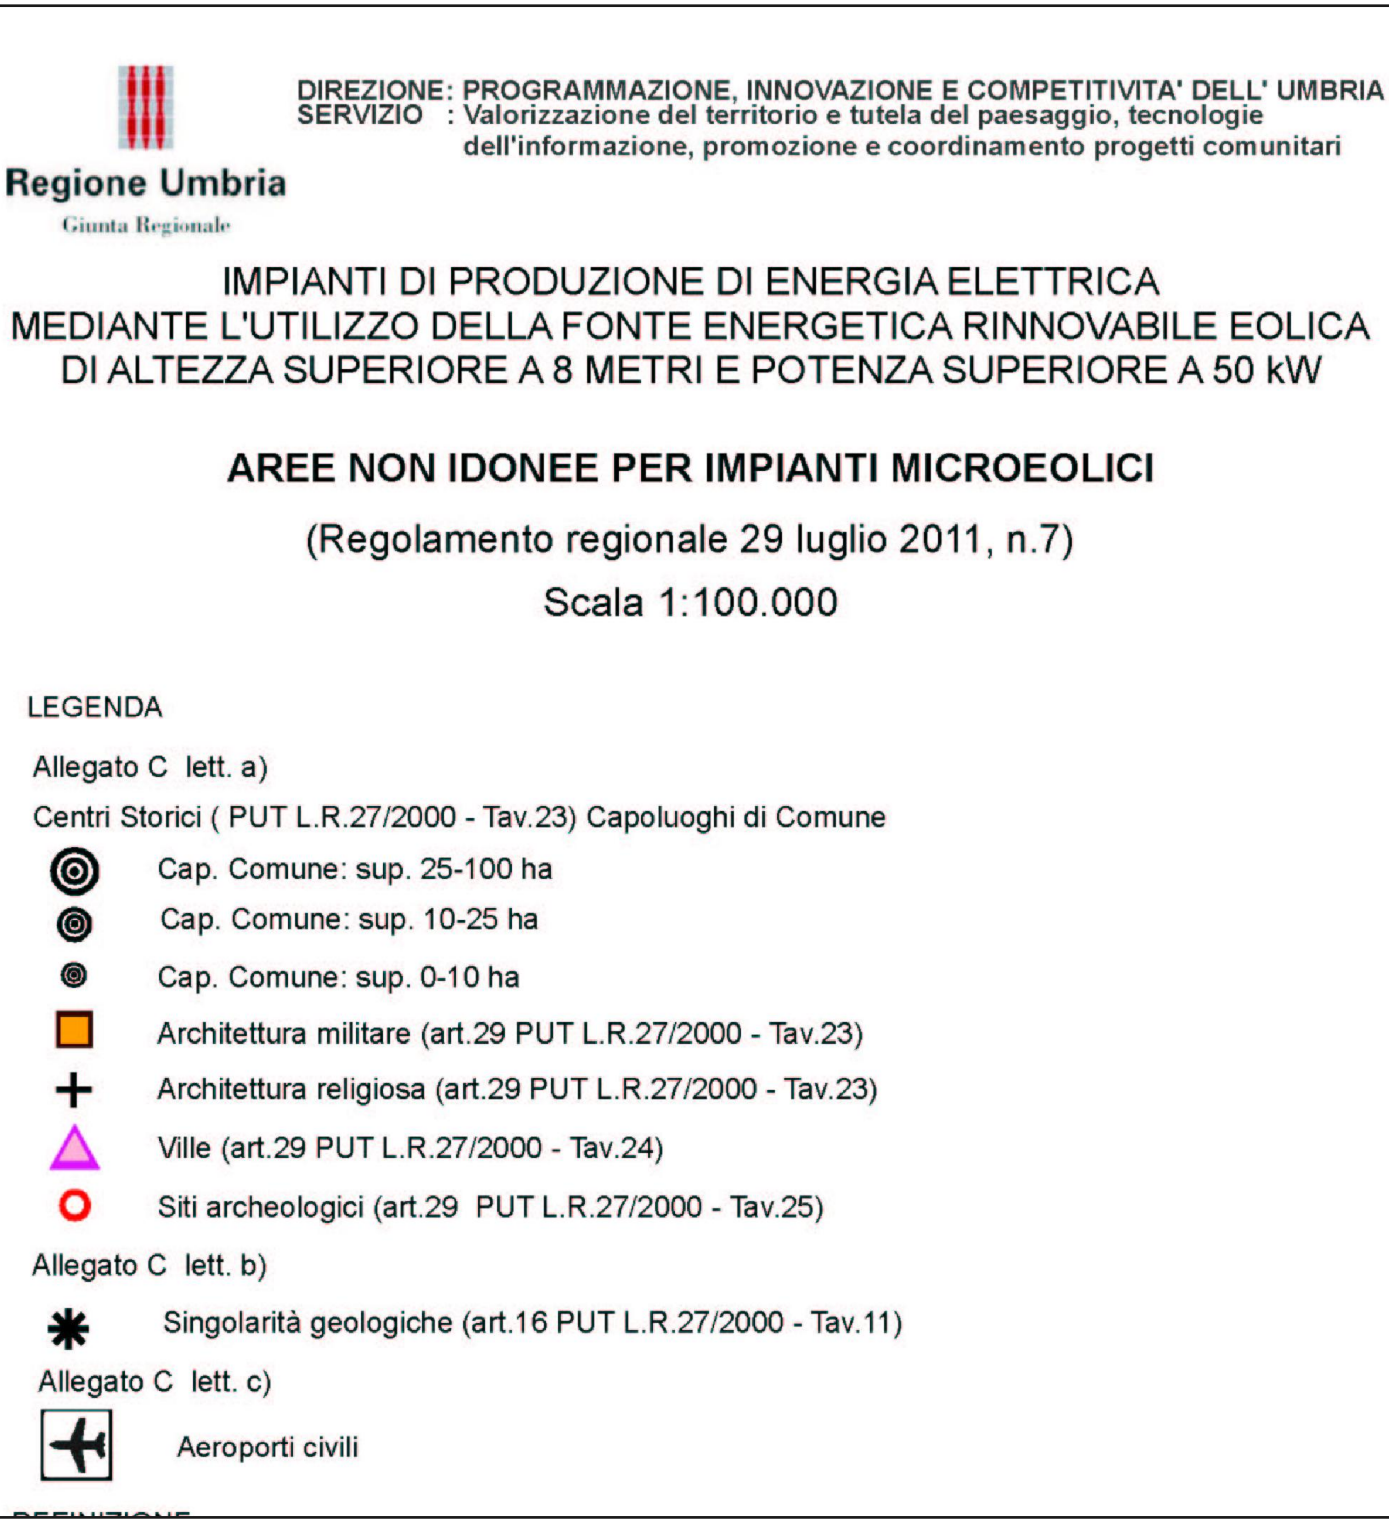 DIREZIONE: PROGRAMMAZIONE, INNOVAZIONE E COMPETITIVITA' DELL' UMBRIA
SERVIZIO : Valorizzazione del territorio e tutela del paesaggio, tecnologie
dell'informazione, promozione e coordinamento progetti comunitari
Regione Umbria
Giunta Regionale
IMPIANTI DI PRODUZIONE DI ENERGIA ELETTRICA
MEDIANTE L'UTILIZZO DELLA FONTE ENERGETICA RINNOVABILE EOLICA
DI ALTEZZA SUPERIORE A 8 METRI E POTENZA SUPERIORE A 50 kW
AREE NON IDONEE PER IMPIANTI MICROEOLICI
(Regolamento regionale 29 luglio 2011, n.7)
Scala 1:100.000
LEGENDA
Allegato C lett. a)
Centri Storici ( PUT L.R.27/2000 - Tav.23) Capoluoghi di Comune
Cap. Comune: sup. 25-100 ha
Cap. Comune: sup. 10-25 ha
Cap. Comune: sup. 0-10 ha
Architettura militare (art.29 PUT L.R.27/2000 - Tav.23)
Architettura religiosa (art.29 PUT L.R.27/2000 - Tav.23)
Ville (art.29 PUT L.R.27/2000 - Tav.24)
Siti archeologici (art.29 PUT L.R.27/2000 - Tav.25)
Allegato C lett. b)
Singolarità geologiche (art.16 PUT L.R.27/2000 - Tav.11)
Allegato C lett. c)
Aeroporti civili